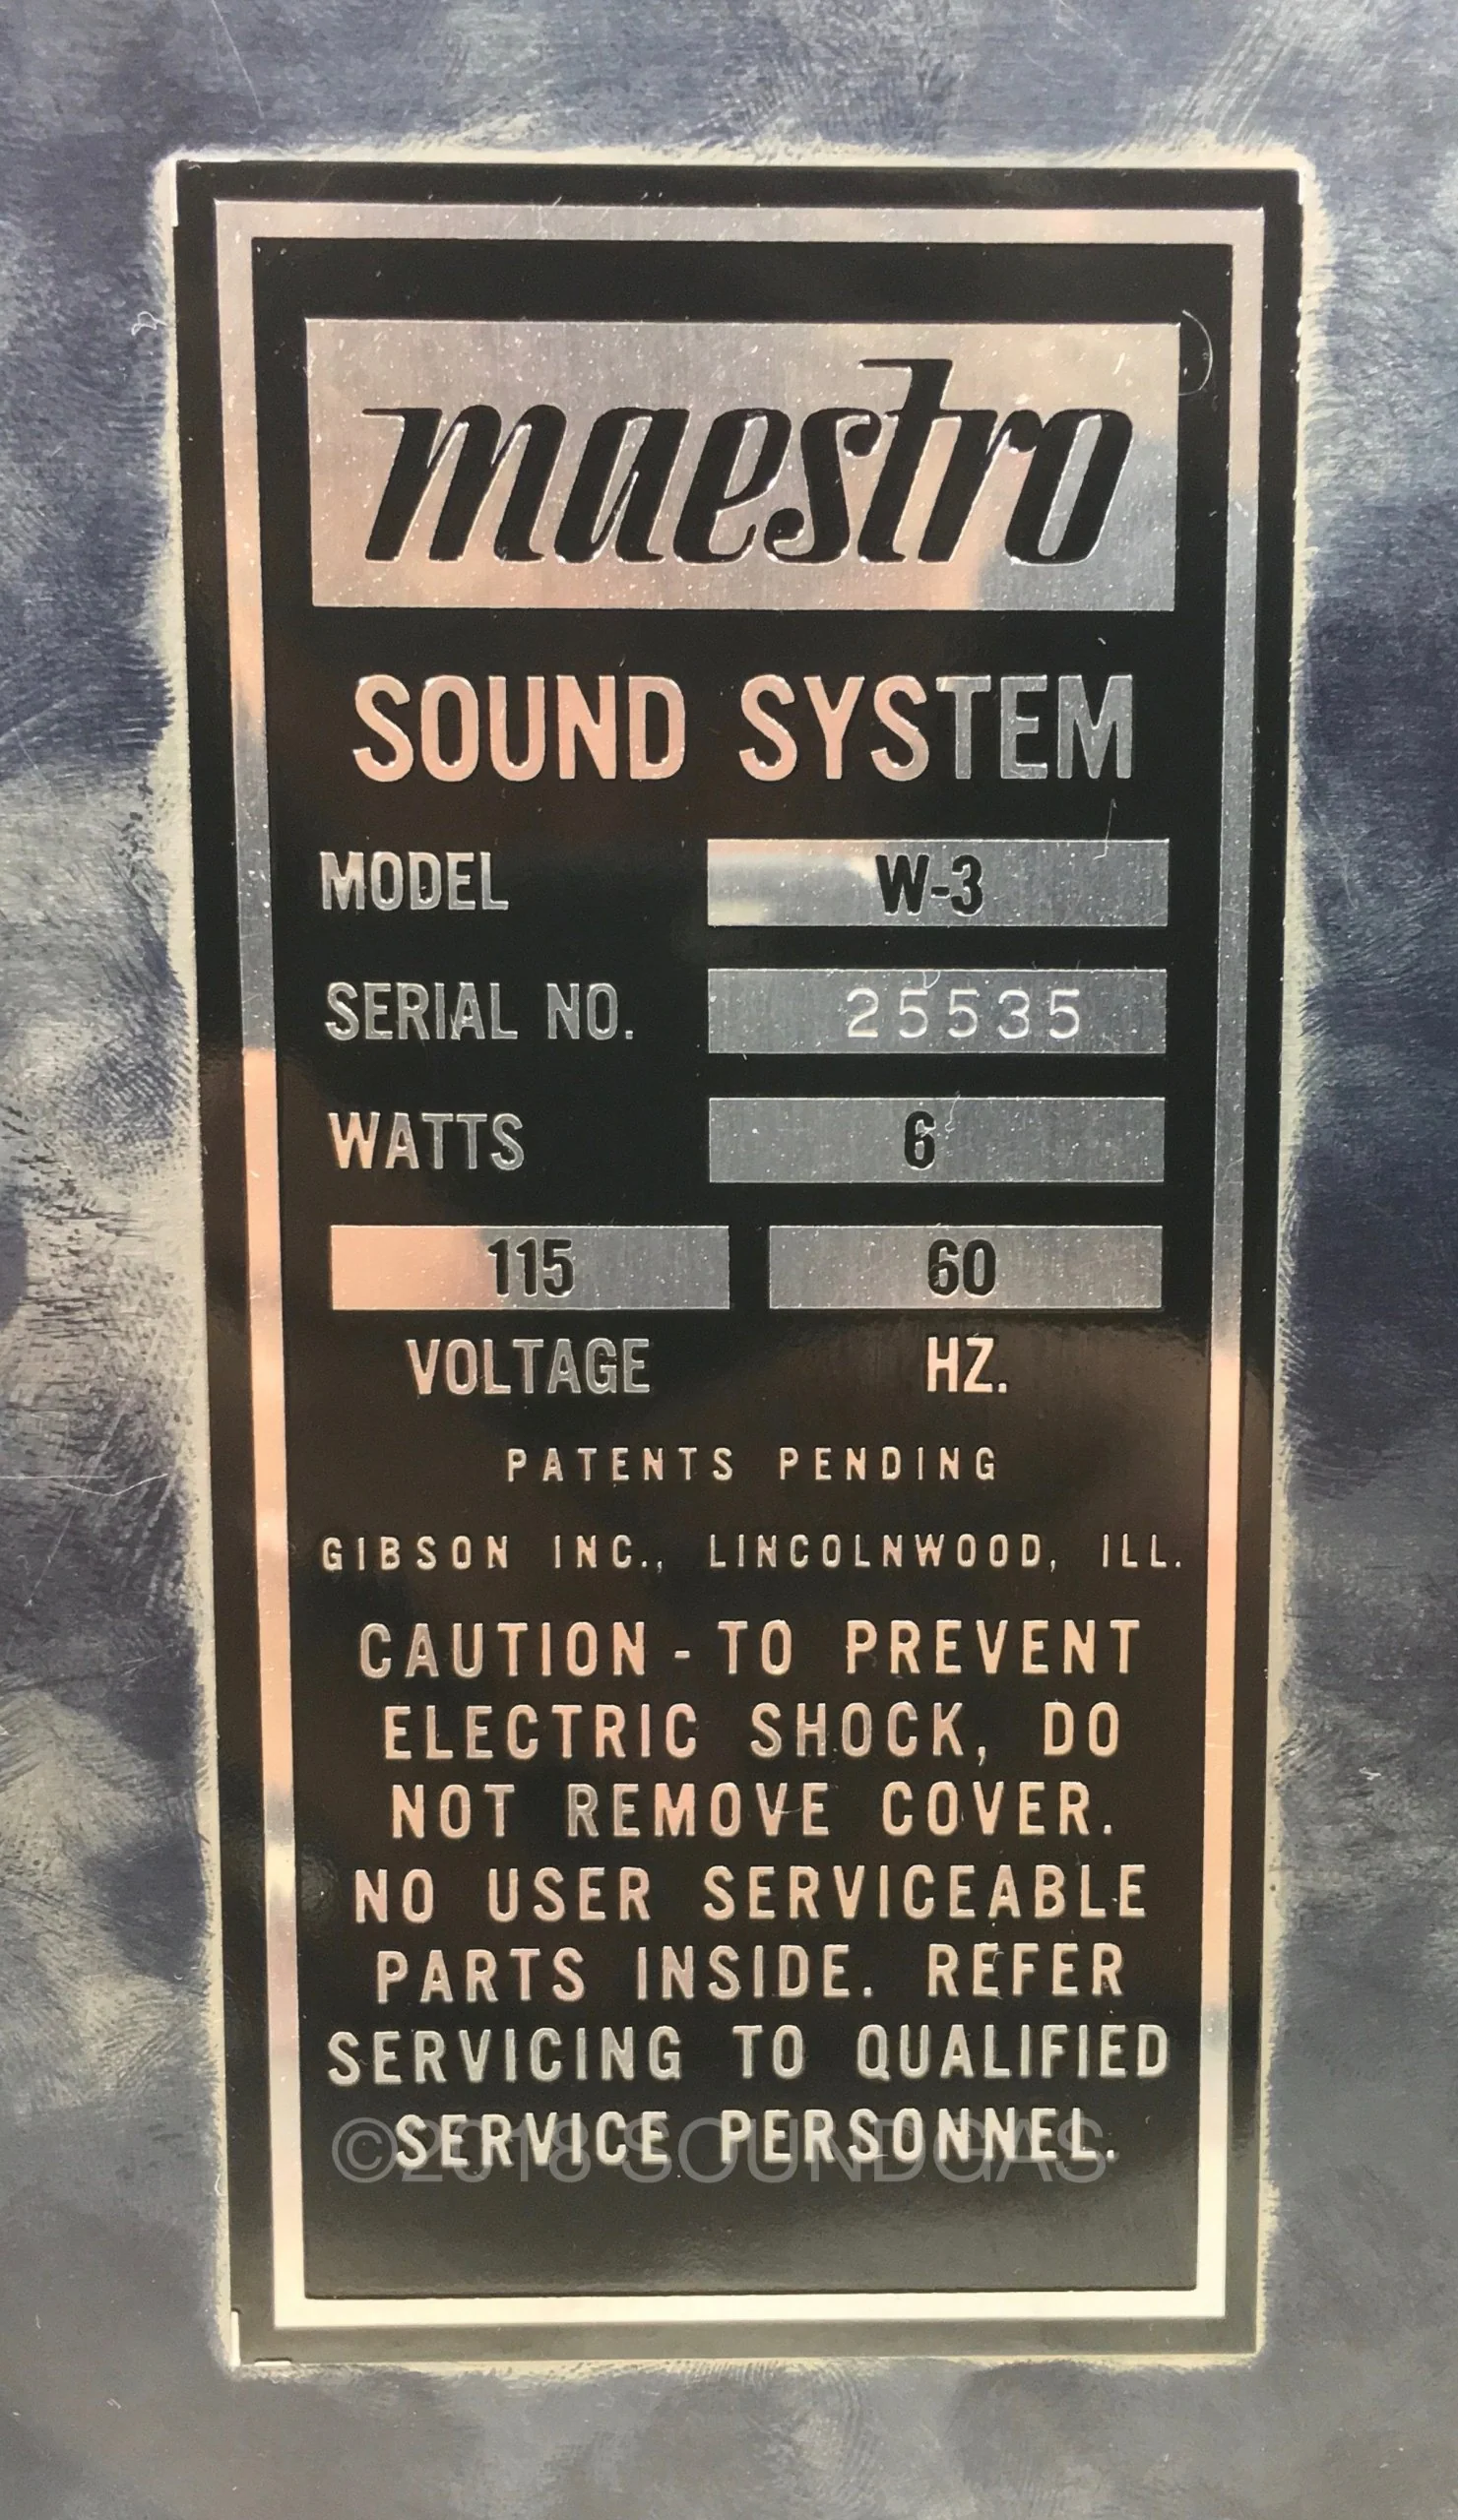 maestro
SOUND SYSTEM
MODEL W-3
SERIAL NO. 25535
WATTS 6
115 60
VOLTAGE HZ.
PATENTS PENDING
GIBSON INC., LINCOLNWOOD, ILL.
CAUTION - TO PREVENT
ELECTRIC SHOCK, DO
NOT REMOVE COVER.
NO USER SERVICEABLE
PARTS INSIDE. REFER
SERVICING TO QUALIFIED
SERVICE PERSONNEL.
©2018 SOUNDGAS